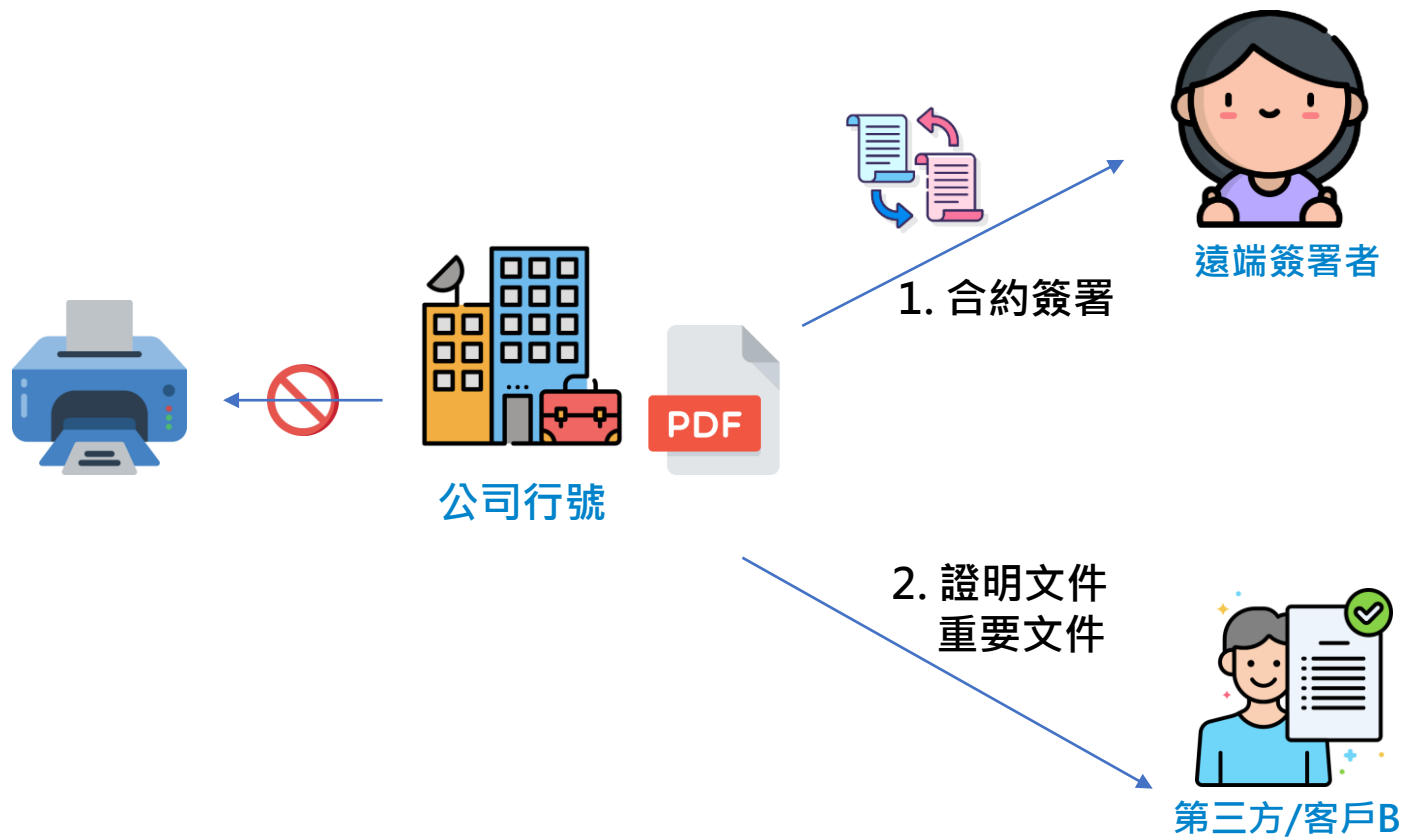 遠端簽署者
1. 合約簽署
PDF
公司行號
2. 證明文件
重要文件
第三方/客戶B